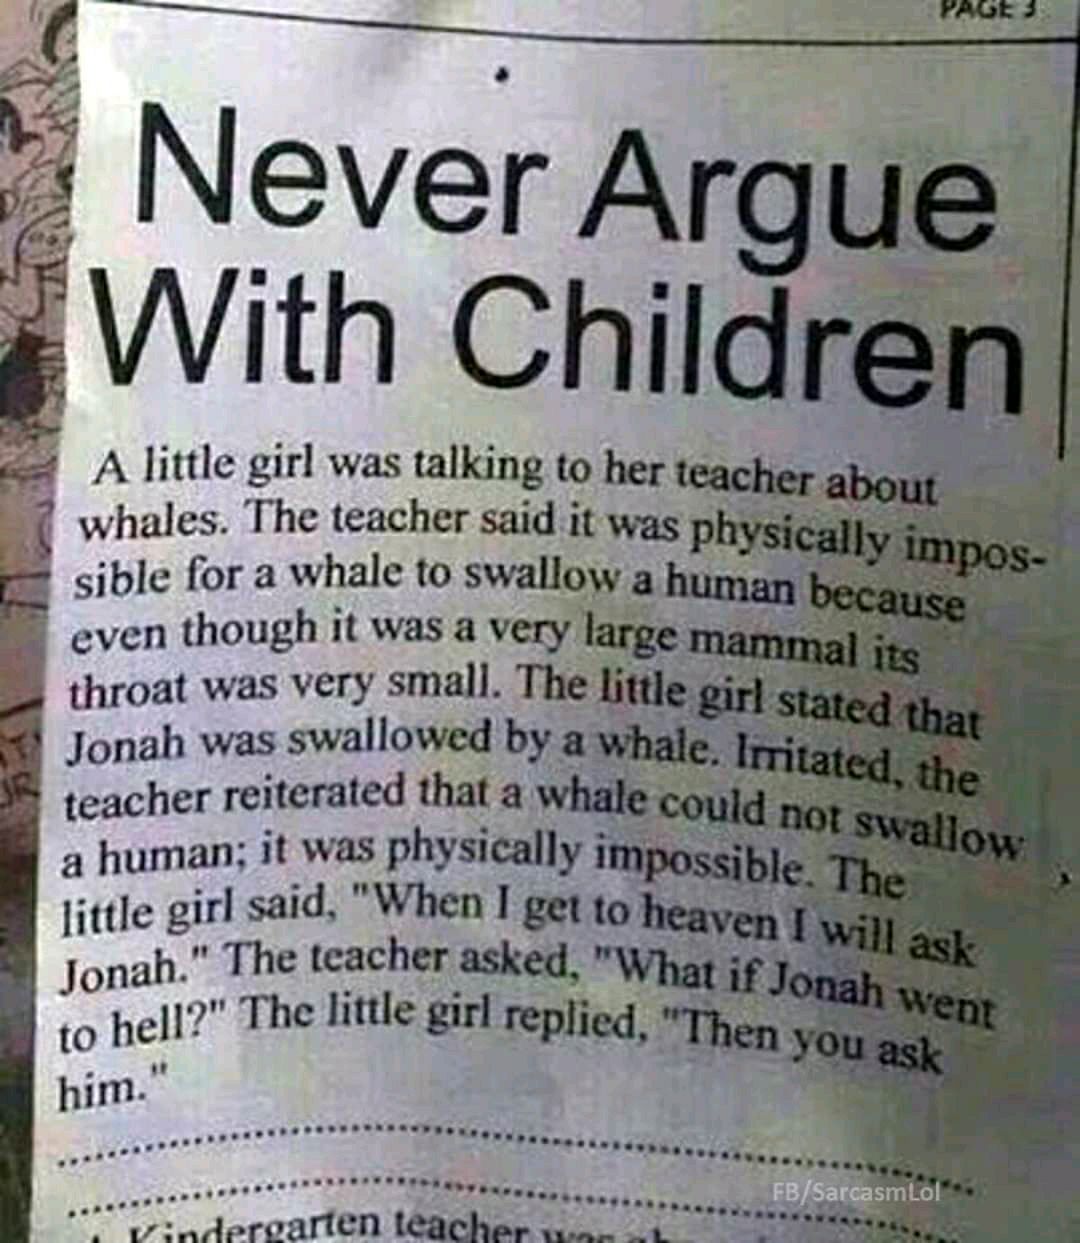 PAGE 3
Never Argue
With Children
A little girl was talking to her teacher about
whales. The teacher said it was physically impos-
sible for a whale to swallow a human because
even though it was a very large mammal its
throat was very small. The little girl stated that
Jonah was swallowed by a whale. Irritated, the
teacher reiterated that a whale could not swallow
a human; it was physically impossible. The
little girl said, "When I get to heaven I will ask
Jonah." The teacher asked, "What if Jonah went
to hell?" The little girl replied, "Then you ask
him."
FB/SarcasmLol
Kindergarten teacher was